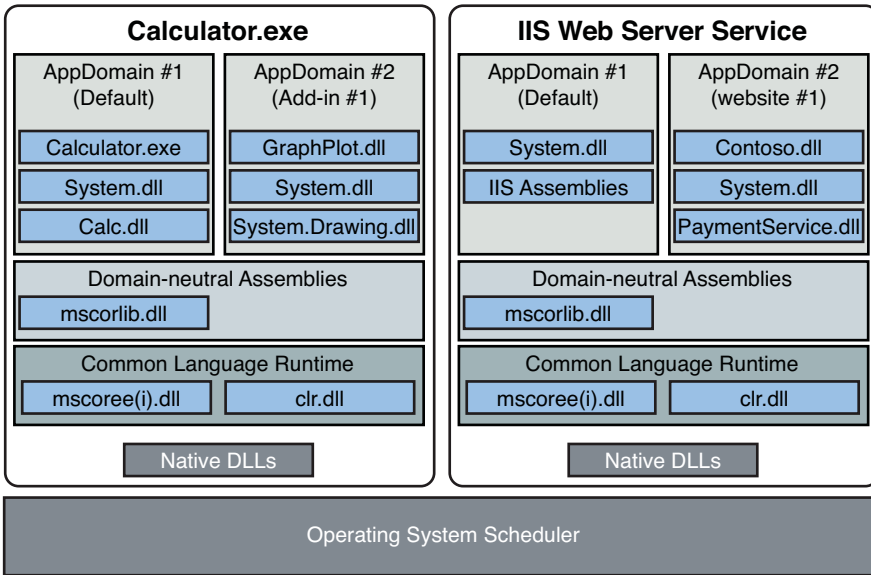 Calculator.exe
AppDomain #1
(Default)
Calculator.exe
System.dll
Calc.dll
AppDomain #2
(Add-in #1)
GraphPlot.dll
System.dll
System.Drawing.dll
Domain-neutral Assemblies
mscorlib.dll
Common Language Runtime
mscoree(i).dll
clr.dll
Native DLLs
IIS Web Server Service
AppDomain #1
(Default)
System.dll
IIS Assemblies
AppDomain #2
(website #1)
Contoso.dll
System.dll
PaymentService.dll
Domain-neutral Assemblies
mscorlib.dll
Common Language Runtime
mscoree(i).dll
clr.dll
Native DLLs
Operating System Scheduler